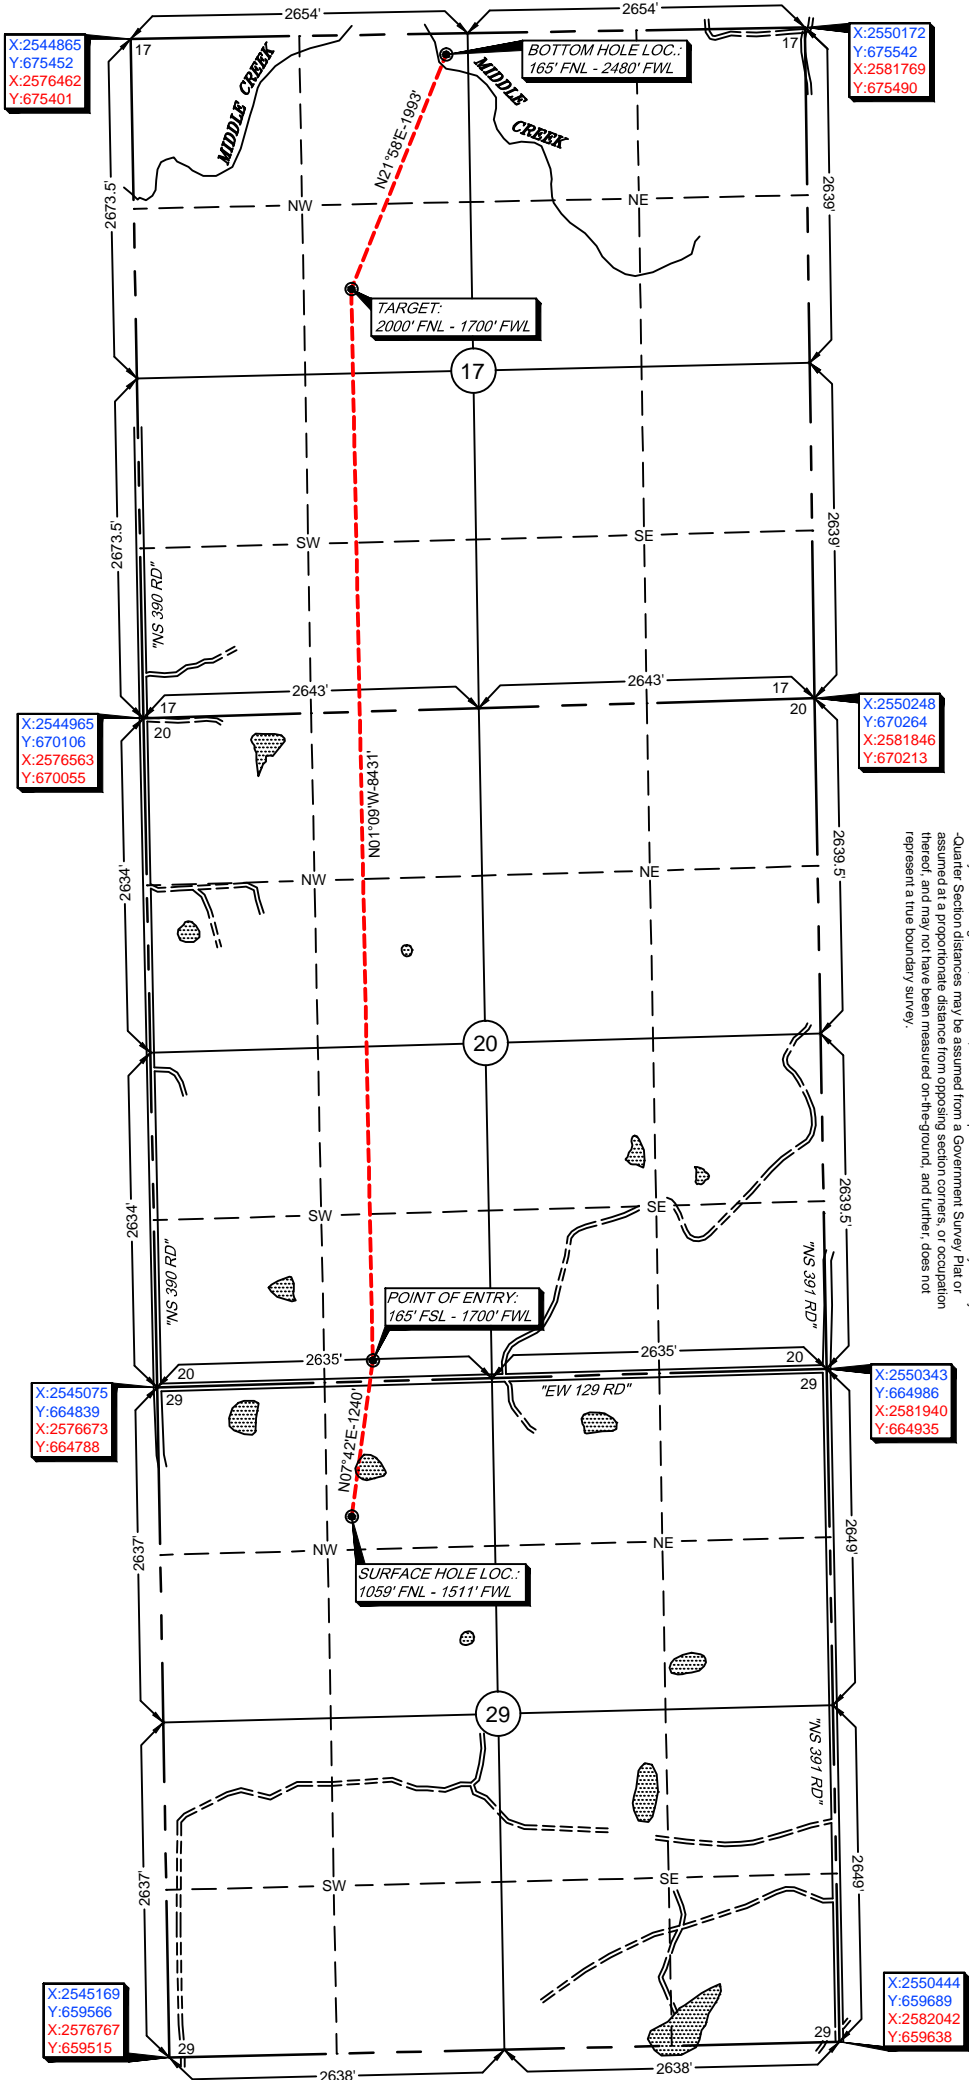 2654'
2654'
X:2544865
Y:675452
X:2576462
Y:675401
17
17
X:2550172
Y:675542
X:2581769
Y:675490
BOTTOM HOLE LOC.:
165' FNL - 2480' FWL
MIDDLE CREEK
MIDDLE
CREEK
N21°58'E-1993'
2673.5'
NW
NE
2639'
TARGET:
2000' FNL - 1700' FWL
17
2673.5'
SW
SE
2639'
"NS 390 RD"
2643'
2643'
17
20
17
20
X:2544965
Y:670106
X:2576563
Y:670055
X:2550248
Y:670264
X:2581846
Y:670213
N01°09'W-8431'
2634'
NW
NE
2639.5'
-Quarter Section distances may be assumed from a Government Survey Plat or
assumed at a proportionate distance from opposing section corners, or occupation
thereof, and may not have been measured on-the-ground, and further, does not
represent a true boundary survey.
20
2634'
SW
SE
2639.5'
"NS 390 RD"
"NS 391 RD"
POINT OF ENTRY:
165' FSL - 1700' FWL
2635'
2635'
20
29
20
29
"EW 129 RD"
X:2545075
Y:664839
X:2576673
Y:664788
X:2550343
Y:664986
X:2581940
Y:664935
N07°42'E-1240'
2637'
NW
NE
2649'
SURFACE HOLE LOC.:
1059' FNL - 1511' FWL
29
"NS 391 RD"
2637'
SW
SE
2649'
X:2545169
Y:659566
X:2576767
Y:659515
29
29
X:2550444
Y:659689
X:2582042
Y:659638
2638'
2638'